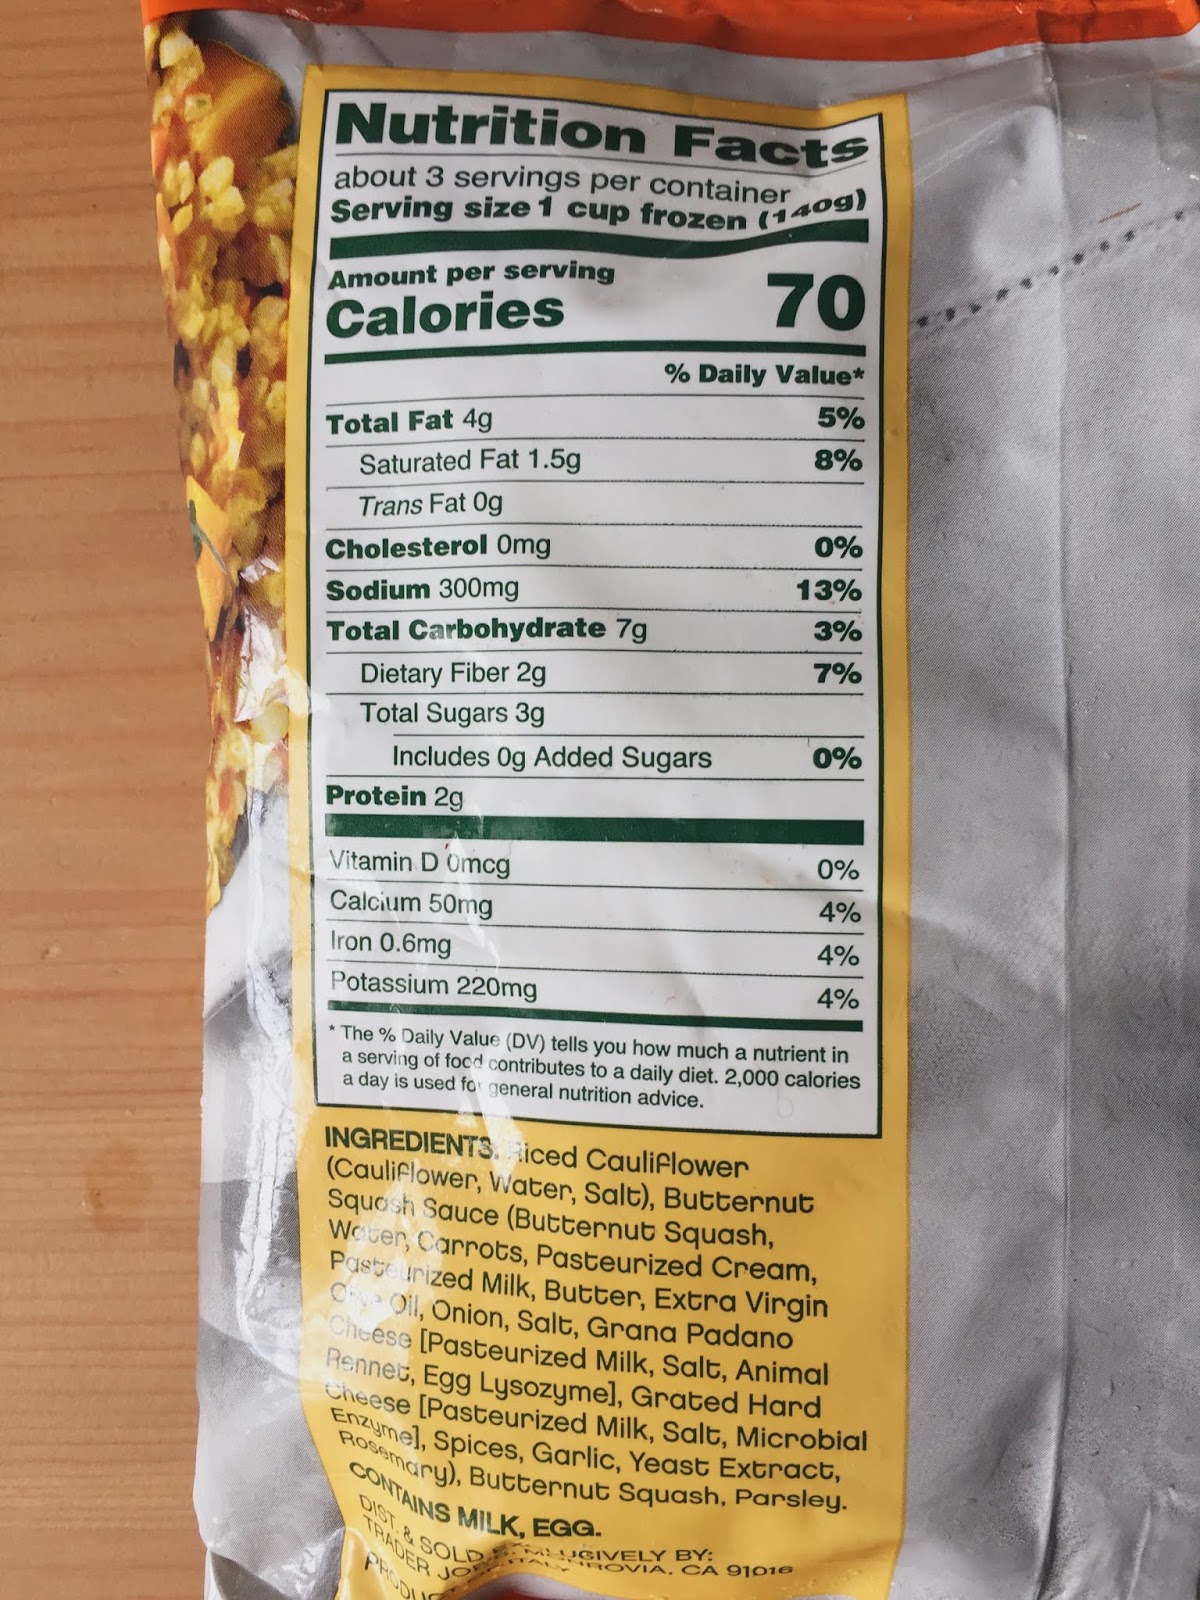 Nutrition Facts
about 3 servings per container
Serving size 1 cup frozen (140g)
Amount per serving
Calories 70
% Daily Value*
Total Fat 4g 5%
Saturated Fat 1.5g 8%
Trans Fat 0g
Cholesterol 0mg 0%
Sodium 300mg 13%
Total Carbohydrate 7g 3%
Dietary Fiber 2g 7%
Total Sugars 3g
Includes 0g Added Sugars 0%
Protein 2g
Vitamin D 0mcg 0%
Calcium 50mg 4%
Iron 0.6mg 4%
Potassium 220mg 4%
* The % Daily Value (DV) tells you how much a nutrient in
a serving of food contributes to a daily diet. 2,000 calories
a day is used for general nutrition advice.
INGREDIENTS: Riced Cauliflower
(Cauliflower, Water, Salt), Butternut
Squash Sauce (Butternut Squash,
Water, Carrots, Pasteurized Cream,
Pasteurized Milk, Butter, Extra Virgin
Olive Oil, Onion, Salt, Grana Padano
Cheese [Pasteurized Milk, Salt, Animal
Rennet, Egg Lysozyme], Grated Hard
Cheese [Pasteurized Milk, Salt, Microbial
Enzyme], Spices, Garlic, Yeast Extract,
Rosemary), Butternut Squash, Parsley.
CONTAINS MILK, EGG.
DIST. & SOLD EXCLUSIVELY BY:
TRADER CA 91016